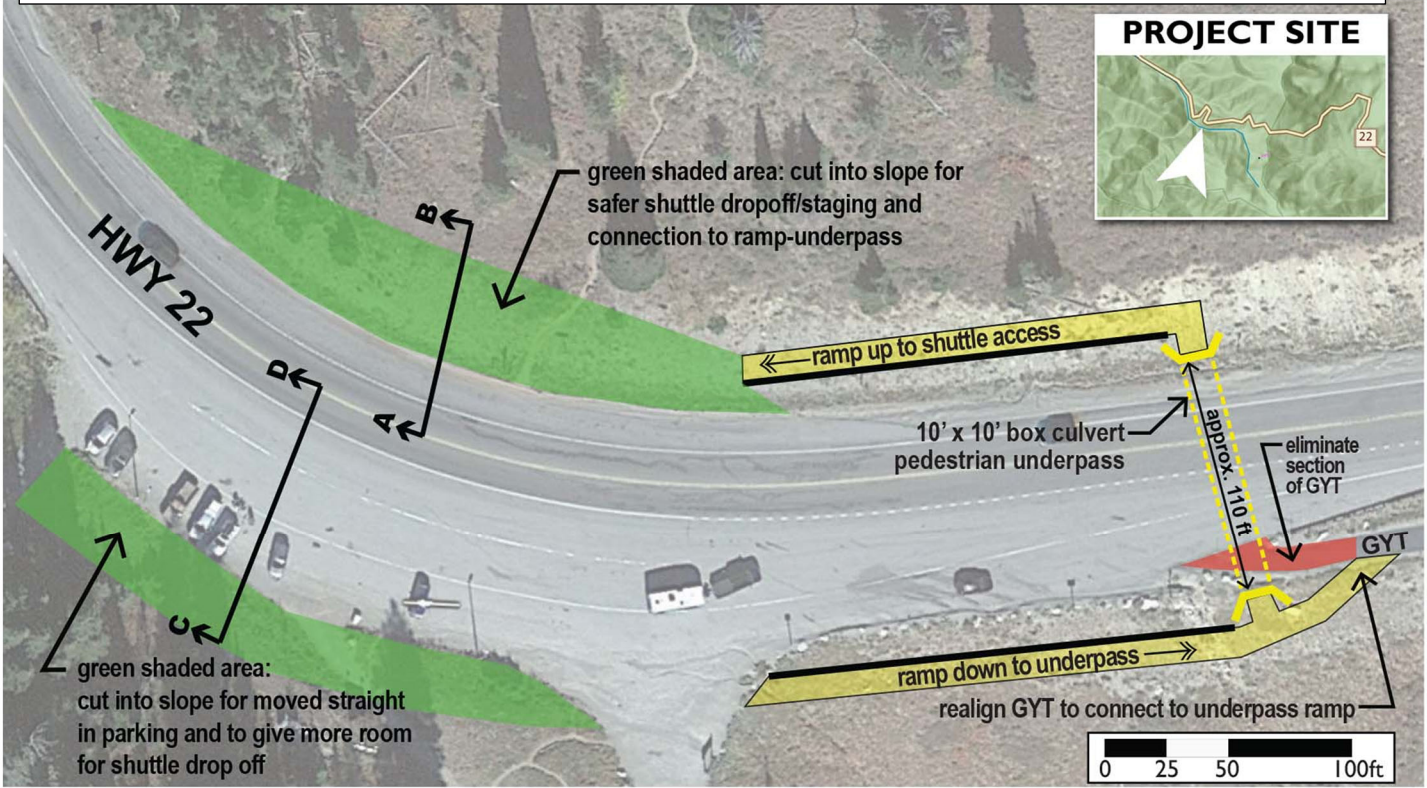 PROJECT SITE
22
green shaded area: cut into slope for
safer shuttle dropoff/staging and
connection to ramp-underpass
B
HWY 22
D
A
ramp up to shuttle access
10' x 10' box culvert
pedestrian underpass
approx. 110 ft
eliminate
section
of GYT
GYT
C
green shaded area:
cut into slope for moved straight
in parking and to give more room
for shuttle drop off
ramp down to underpass
realign GYT to connect to underpass ramp
0 25 50 100ft